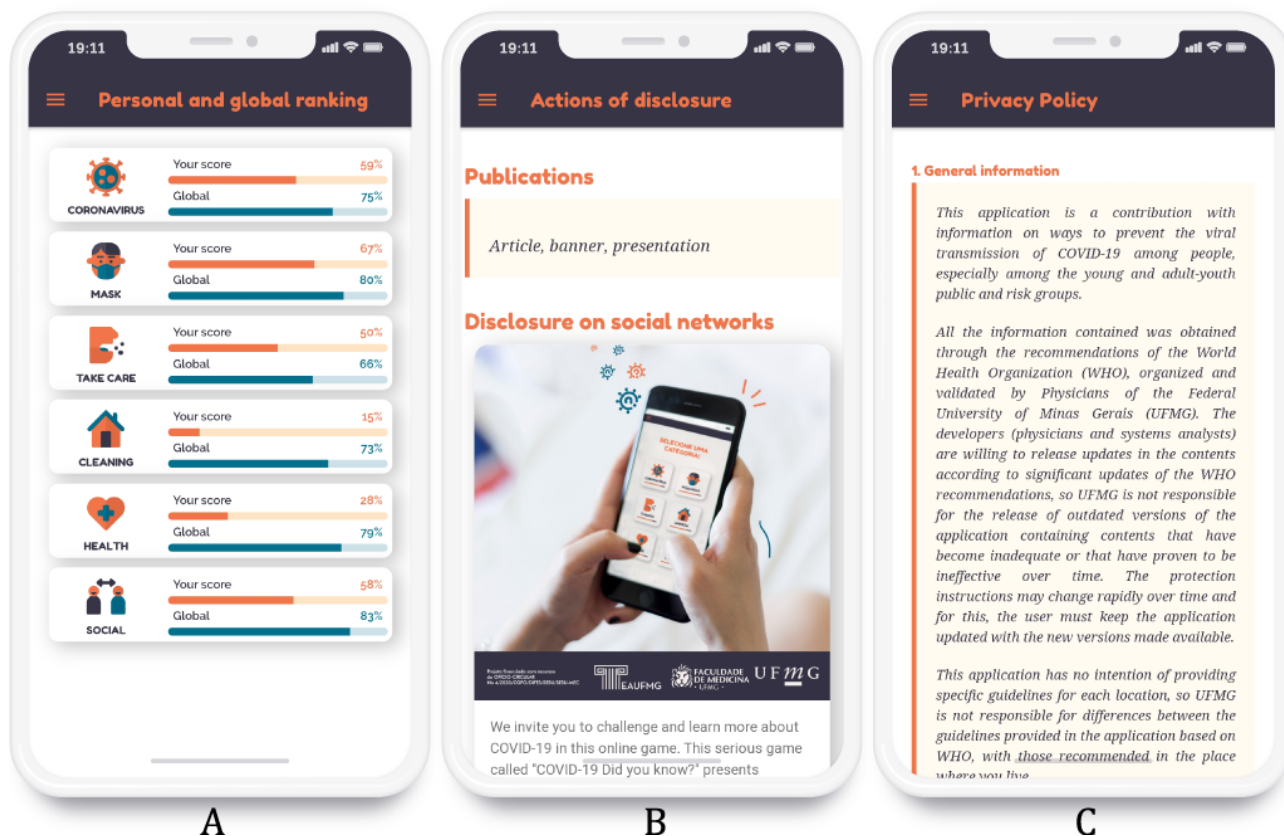 19:11
Personal and global ranking
Your score 59%
Global 75%
CORONAVIRUS
Your score 67%
Global 80%
MASK
Your score 50%
Global 66%
TAKE CARE
Your score 15%
Global 73%
CLEANING
Your score 28%
Global 79%
HEALTH
Your score 58%
Global 83%
SOCIAL
A
19:11
Actions of disclosure
Publications
Article, banner, presentation
Disclosure on social networks
SELECIONE UMA
CATEGORIA!
EAUFMG
FACULDADE
DE MEDICINA
UFMG
UFMG
We invite you to challenge and learn more about
COVID-19 in this online game. This serious game
called "COVID-19 Did you know?" presents
B
19:11
Privacy Policy
1. General information
This application is a contribution with
information on ways to prevent the viral
transmission of COVID-19 among people,
especially among the young and adult-youth
public and risk groups.
All the information contained was obtained
through the recommendations of the World
Health Organization (WHO), organized and
validated by Physicians of the Federal
University of Minas Gerais (UFMG). The
developers (physicians and systems analysts)
are willing to release updates in the contents
according to significant updates of the WHO
recommendations, so UFMG is not responsible
for the release of outdated versions of the
application containing contents that have
become inadequate or that have proven to be
ineffective over time. The protection
instructions may change rapidly over time and
for this, the user must keep the application
updated with the new versions made available.
This application has no intention of providing
specific guidelines for each location, so UFMG
is not responsible for differences between the
guidelines provided in the application based on
WHO, with those recommended in the place
where you live
C